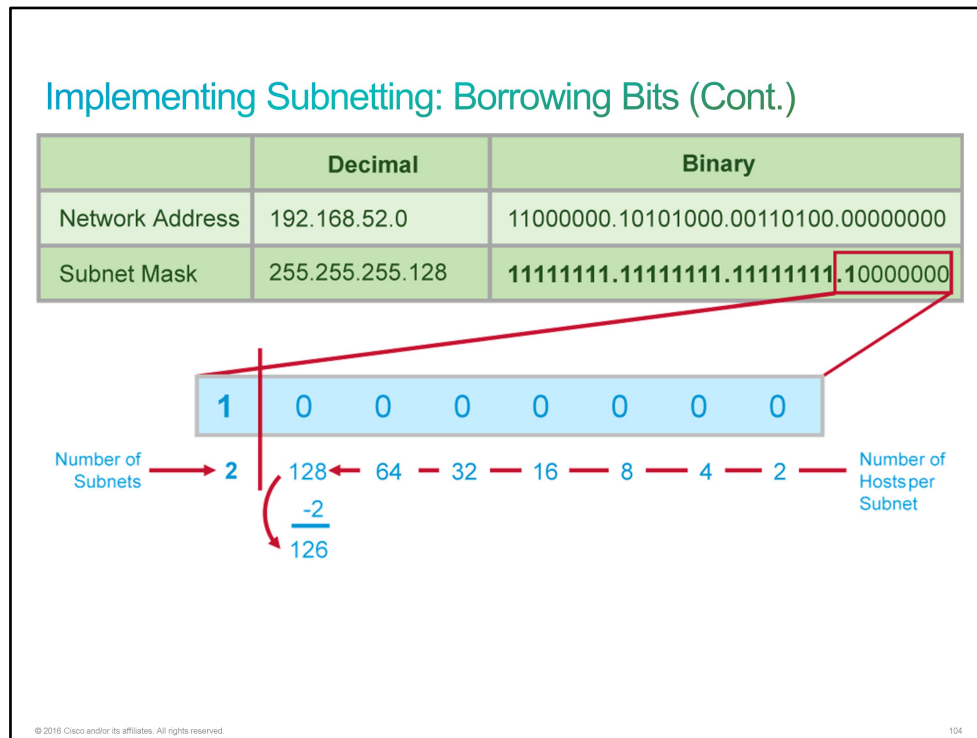 Implementing Subnetting: Borrowing Bits (Cont.)
Decimal Binary
Network Address 192.168.52.0 11000000.10101000.00110100.00000000
Subnet Mask 255.255.255.128 11111111.11111111.11111111.10000000
1 0 0 0 0 0 0 0
Number of
Subnets
2 128 64 32 16 8 4 2
Number of
Hosts per
Subnet
-2
126
© 2016 Cisco and/or its affiliates. All rights reserved. 104